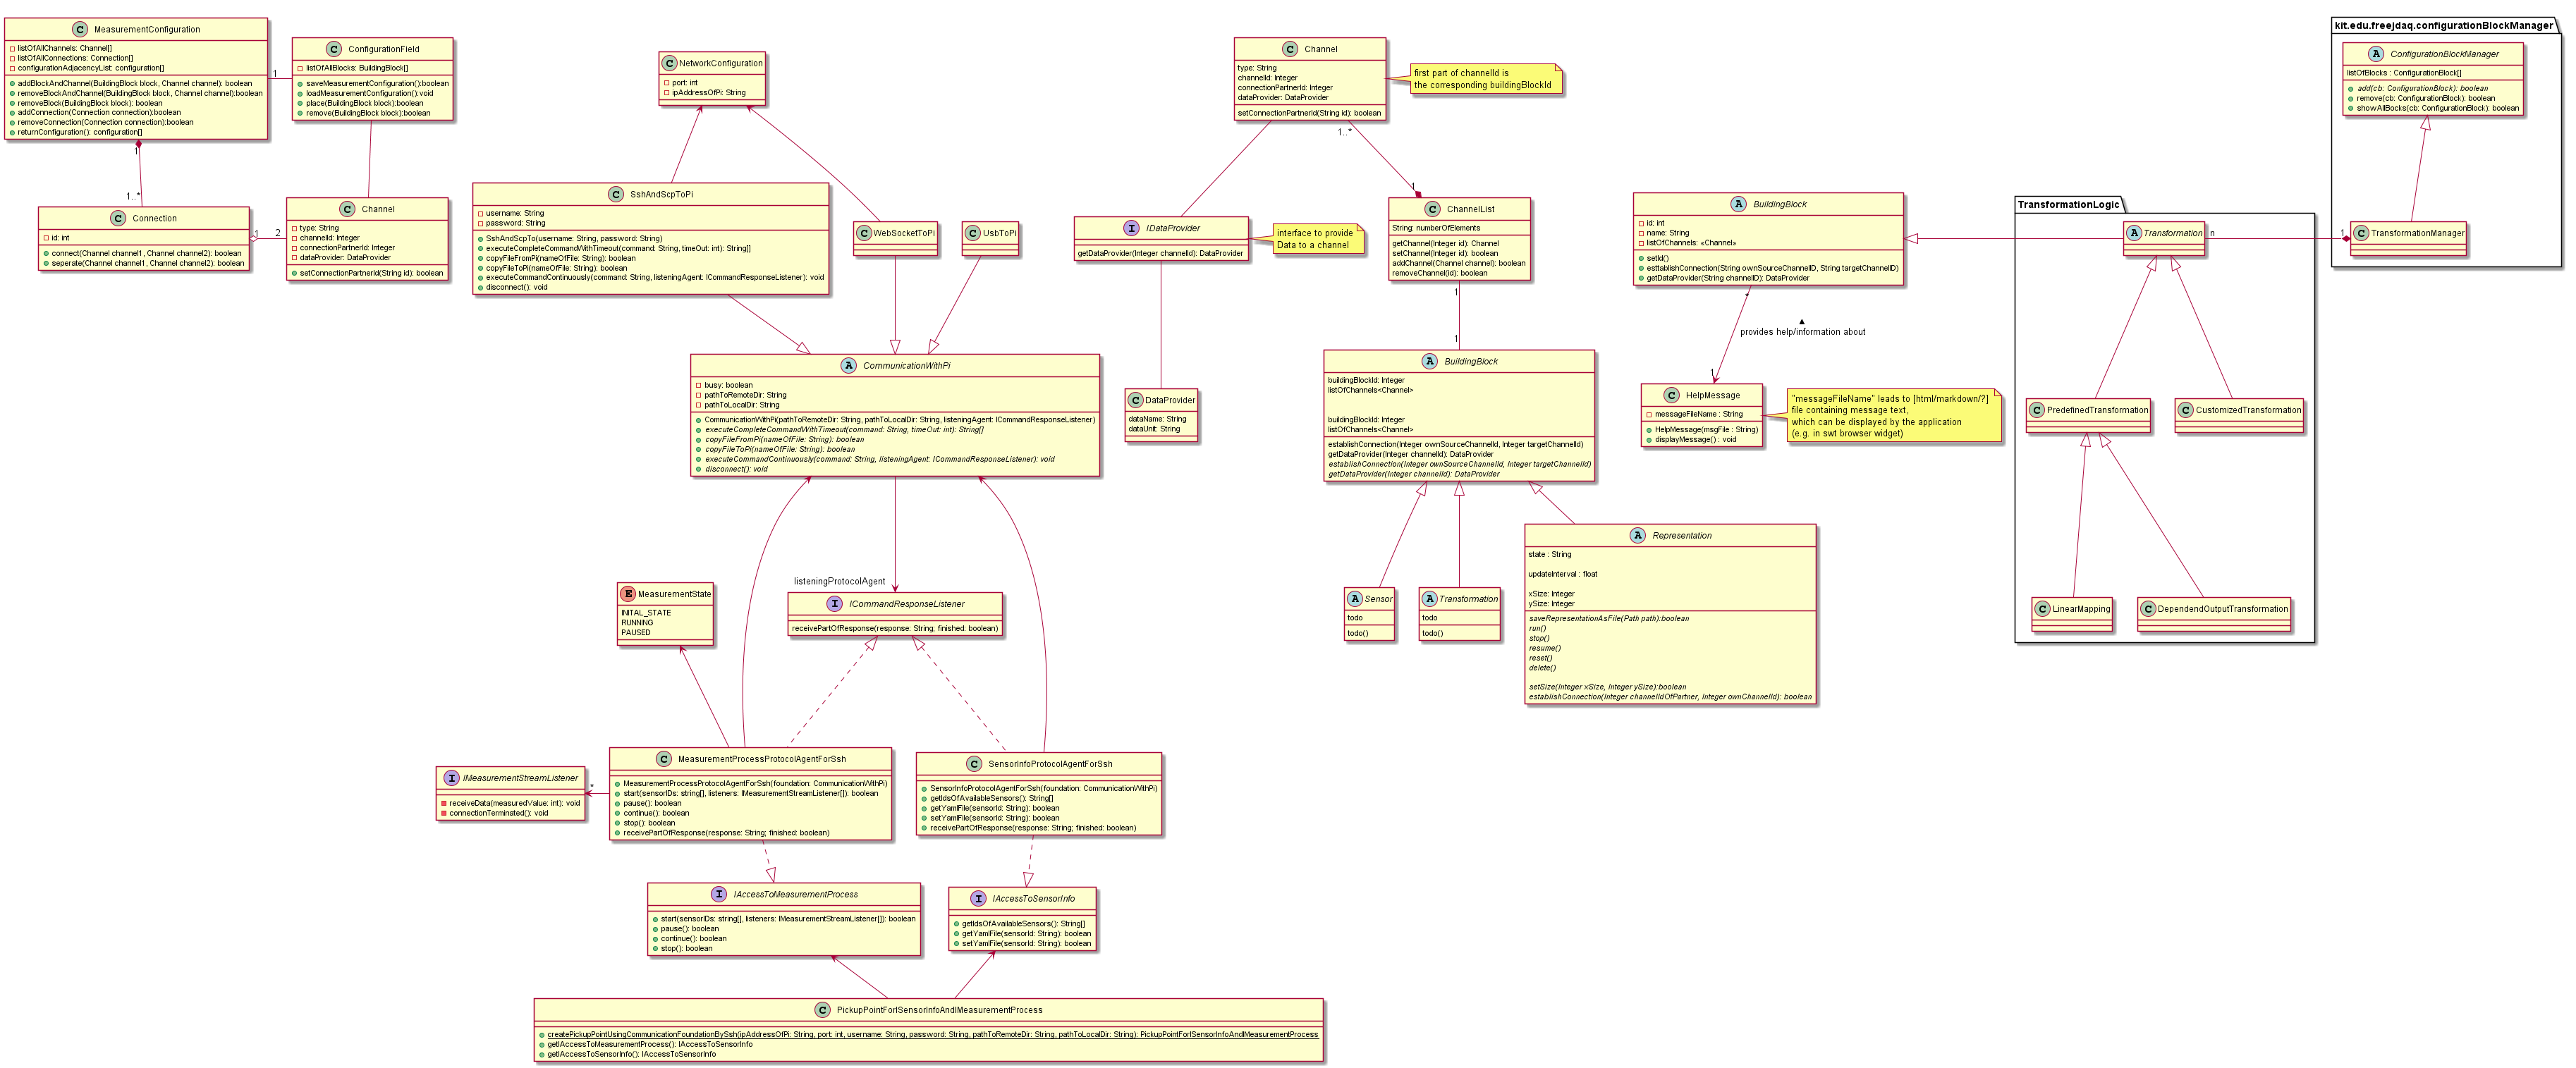 MeasurementConfiguration
listOfAllChannels: Channel[]
listOfAllConnections: Connection[]
configurationAdjacencyList: configuration[]
addBlockAndChannel(BuildingBlock block, Channel channel): boolean
removeBlockAndChannel(BuildingBlock block, Channel channel):boolean
removeBlock(BuildingBlock block): boolean
addConnection(Connection connection):boolean
removeConnection(Connection connection):boolean
returnConfiguration(): configuration[]
1
ConfigurationField
listOfAllBlocks: BuildingBlock[]
saveMeasurementConfiguration():boolean
loadMeasurementConfiguration():void
place(BuildingBlock block):boolean
remove(BuildingBlock block):boolean
1
1..*
Connection
id: int
connect(Channel channel1, Channel channel2): boolean
seperate(Channel channel1, Channel channel2): boolean
1
2
Channel
type: String
channelId: Integer
connectionPartnerId: Integer
dataProvider: DataProvider
setConnectionPartnerId(String id): boolean
NetworkConfiguration
port: int
ipAddressOfPi: String
SshAndScpToPi
username: String
password: String
SshAndScpTo(username: String, password: String)
executeCompleteCommandWithTimeout(command: String, timeOut: int): String[]
copyFileFromPi(nameOfFile: String): boolean
copyFileToPi(nameOfFile: String): boolean
executeCommandContinuously(command: String, listeningAgent: ICommandResponseListener): void
disconnect(): void
WebSocketToPi
UsbToPi
CommunicationWithPi
busy: boolean
pathToRemoteDir: String
pathToLocalDir: String
CommunicationWithPi(pathToRemoteDir: String, pathToLocalDir: String, listeningAgent: ICommandResponseListener)
executeCompleteCommandWithTimeout(command: String, timeOut: int): String[]
copyFileFromPi(nameOfFile: String): boolean
copyFileToPi(nameOfFile: String): boolean
executeCommandContinuously(command: String, listeningAgent: ICommandResponseListener): void
disconnect(): void
listeningProtocolAgent
ICommandResponseListener
receivePartOfResponse(response: String; finished: boolean)
MeasurementState
INITAL_STATE
RUNNING
PAUSED
IMeasurementStreamListener
receiveData(measuredValue: int): void
connectionTerminated(): void
*
MeasurementProcessProtocolAgentForSsh
MeasurementProcessProtocolAgentForSsh(foundation: CommunicationWithPi)
start(sensorIDs: string[], listeners: IMeasurementStreamListener[]): boolean
pause(): boolean
continue(): boolean
stop(): boolean
receivePartOfResponse(response: String; finished: boolean)
SensorInfoProtocolAgentForSsh
SensorInfoProtocolAgentForSsh(foundation: CommunicationWithPi)
getIdsOfAvailableSensors(): String[]
getYamlFile(sensorId: String): boolean
setYamlFile(sensorId: String): boolean
receivePartOfResponse(response: String; finished: boolean)
IAccessToMeasurementProcess
start(sensorIDs: string[], listeners: IMeasurementStreamListener[]): boolean
pause(): boolean
continue(): boolean
stop(): boolean
IAccessToSensorInfo
getIdsOfAvailableSensors(): String[]
getYamlFile(sensorId: String): boolean
setYamlFile(sensorId: String): boolean
PickupPointForISensorInfoAndIMeasurementProcess
createPickupPointUsingCommunicationFoundationBySsh(ipAddressOfPi: String, port: int, username: String, password: String, pathToRemoteDir: String, pathToLocalDir: String): PickupPointForISensorInfoAndIMeasurementProcess
getIAccessToMeasurementProcess(): IAccessToMeasurementProcess
getIAccessToSensorInfo(): IAccessToSensorInfo
Channel
type: String
channelId: Integer
connectionPartnerId: Integer
dataProvider: DataProvider
setConnectionPartnerId(String id): boolean
first part of channelId is
the corresponding buildingBlockId
1..*
1
IDataProvider
getDataProvider(Integer channelId): DataProvider
interface to provide
Data to a channel
DataProvider
dataName: String
dataUnit: String
ChannelList
String: numberOfElements
getChannel(Integer id): Channel
setChannel(Integer id): boolean
addChannel(Channel channel): boolean
removeChannel(id): boolean
1
1
BuildingBlock
buildingBlockId: Integer
listOfChannels<Channel>
buildingBlockId: Integer
listOfChannels<Channel>
establishConnection(Integer ownSourceChannelId, Integer targetChannelId)
getDataProvider(Integer channelId): DataProvider
establishConnection(Integer ownSourceChannelId, Integer targetChannelId)
getDataProvider(Integer channelId): DataProvider
Sensor
todo
todo()
Transformation
todo
todo()
Representation
state : String
updateInterval : float
xSize: Integer
ySize: Integer
saveRepresentationAsFile(Path path):boolean
run()
stop()
resume()
reset()
delete()
setSize(Integer xSize, Integer ySize):boolean
establishConnection(Integer channelIdOfPartner, Integer ownChannelId): boolean
BuildingBlock
id: int
name: String
listOfChannels: «Channel»
setId()
esttablishConnection(String ownSourceChannelID, String targetChannelID)
getDataProvider(String channelID): DataProvider
*
provides help/information about
1
HelpMessage
messageFileName : String
HelpMessage(msgFile : String)
displayMessage() : void
"messageFileName" leads to [html/markdown/?]
file containing message text,
which can be displayed by the application
(e.g. in swt browser widget)
TransformationLogic
Transformation
n
1
PredefinedTransformation
CustomizedTransformation
LinearMapping
DependendOutputTransformation
kit.edu.freejdaq.configurationBlockManager
ConfigurationBlockManager
listOfBlocks : ConfigurationBlock[]
add(cb: ConfigurationBlock): boolean
remove(cb: ConfigurationBlock): boolean
showAllBocks(cb: ConfigurationBlock): boolean
TransformationManager